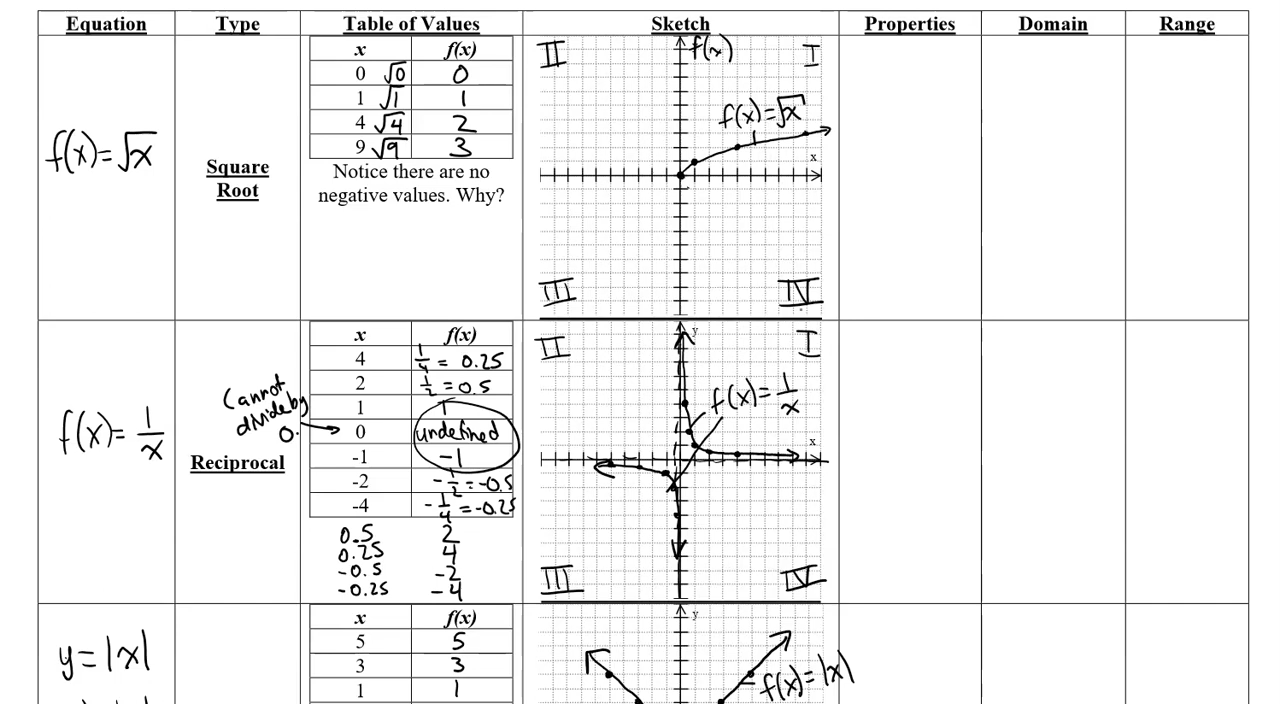 Equation Type Table of Values Sketch Properties Domain Range
f(x)=√x
Square
Root
x f(x)
0 √0 0
1 √1 1
4 √4 2
9 √9 3
Notice there are no
negative values. Why?
II f(x) I
f(x)=√x
x
III IV
f(x)=1/x
Cannot
divide by
0.
Reciprocal
x f(x)
4 1/4 = 0.25
2 1/2 = 0.5
1 1
0 undefined
-1 -1
-2 -1/2 = -0.5
-4 -1/4 = -0.25
0.5 2
0.25 4
-0.5 -2
-0.25 -4
II y I
f(x)=1/x
x
III IV
y=|x|
x f(x)
5 5
3 3
1 1
y
f(x)=|x|